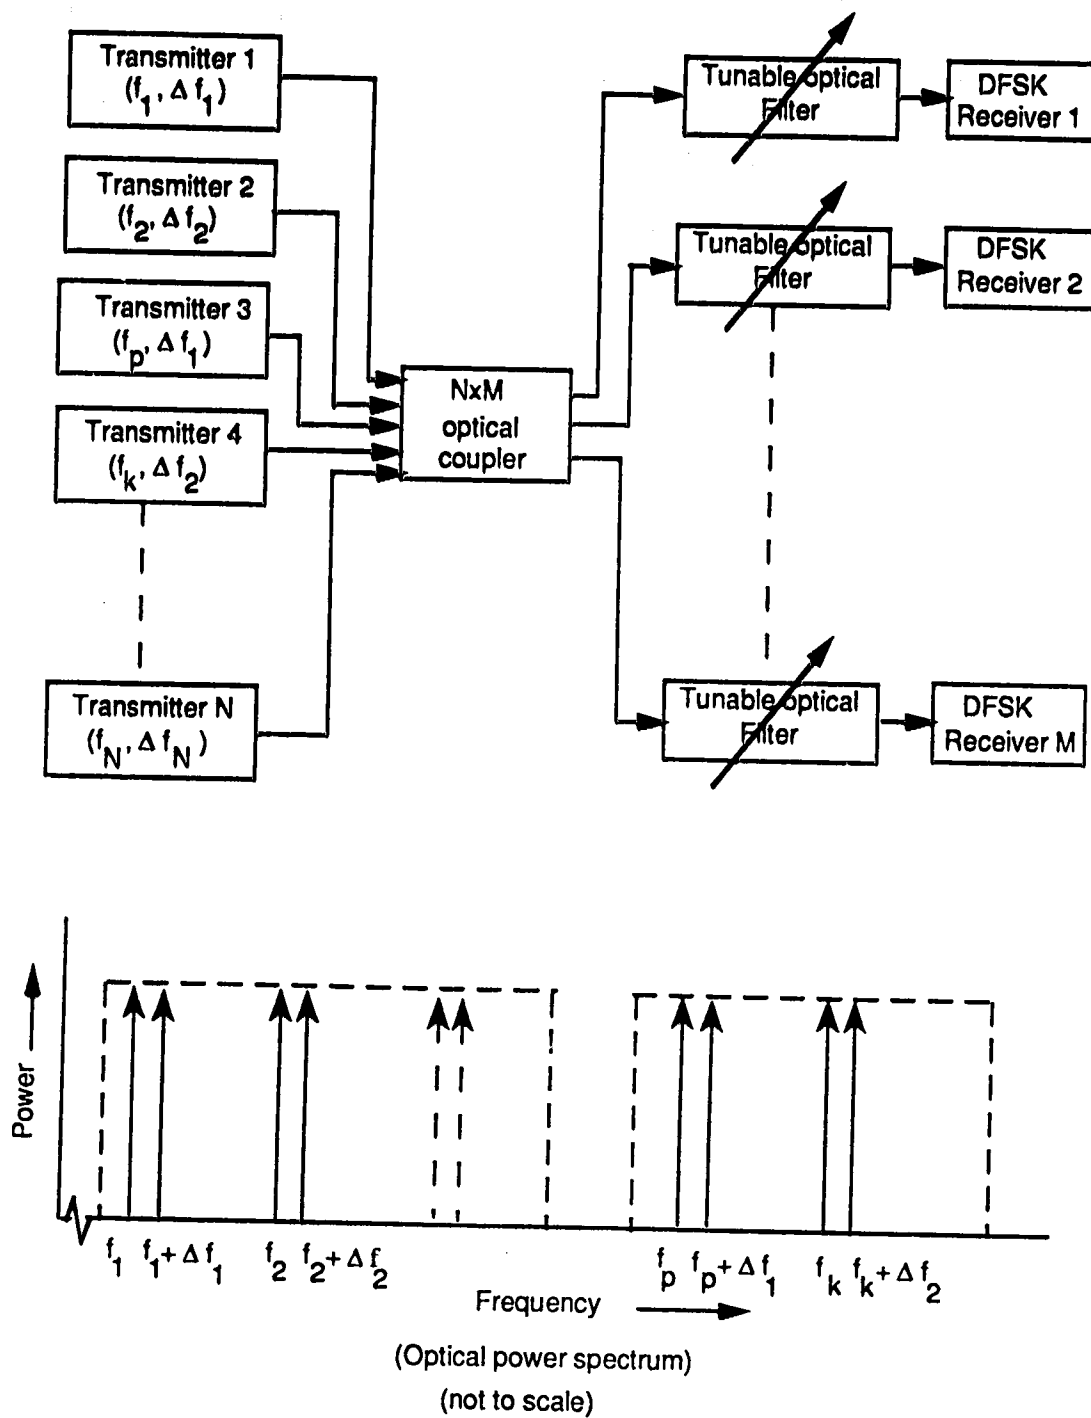 Transmitter 1
(f1, Δ f1)
Transmitter 2
(f2, Δ f2)
Transmitter 3
(fp, Δ f1)
Transmitter 4
(fk, Δ f2)
Transmitter N
(fN, Δ fN )
NxM
optical
coupler
Tunable optical
Filter
DFSK
Receiver 1
Tunable optical
Filter
DFSK
Receiver 2
Tunable optical
Filter
DFSK
Receiver M
Power
f1 f1+ Δ f1 f2 f2+ Δ f2 fp fp+ Δ f1 fk fk+ Δ f2
Frequency
(Optical power spectrum)
(not to scale)